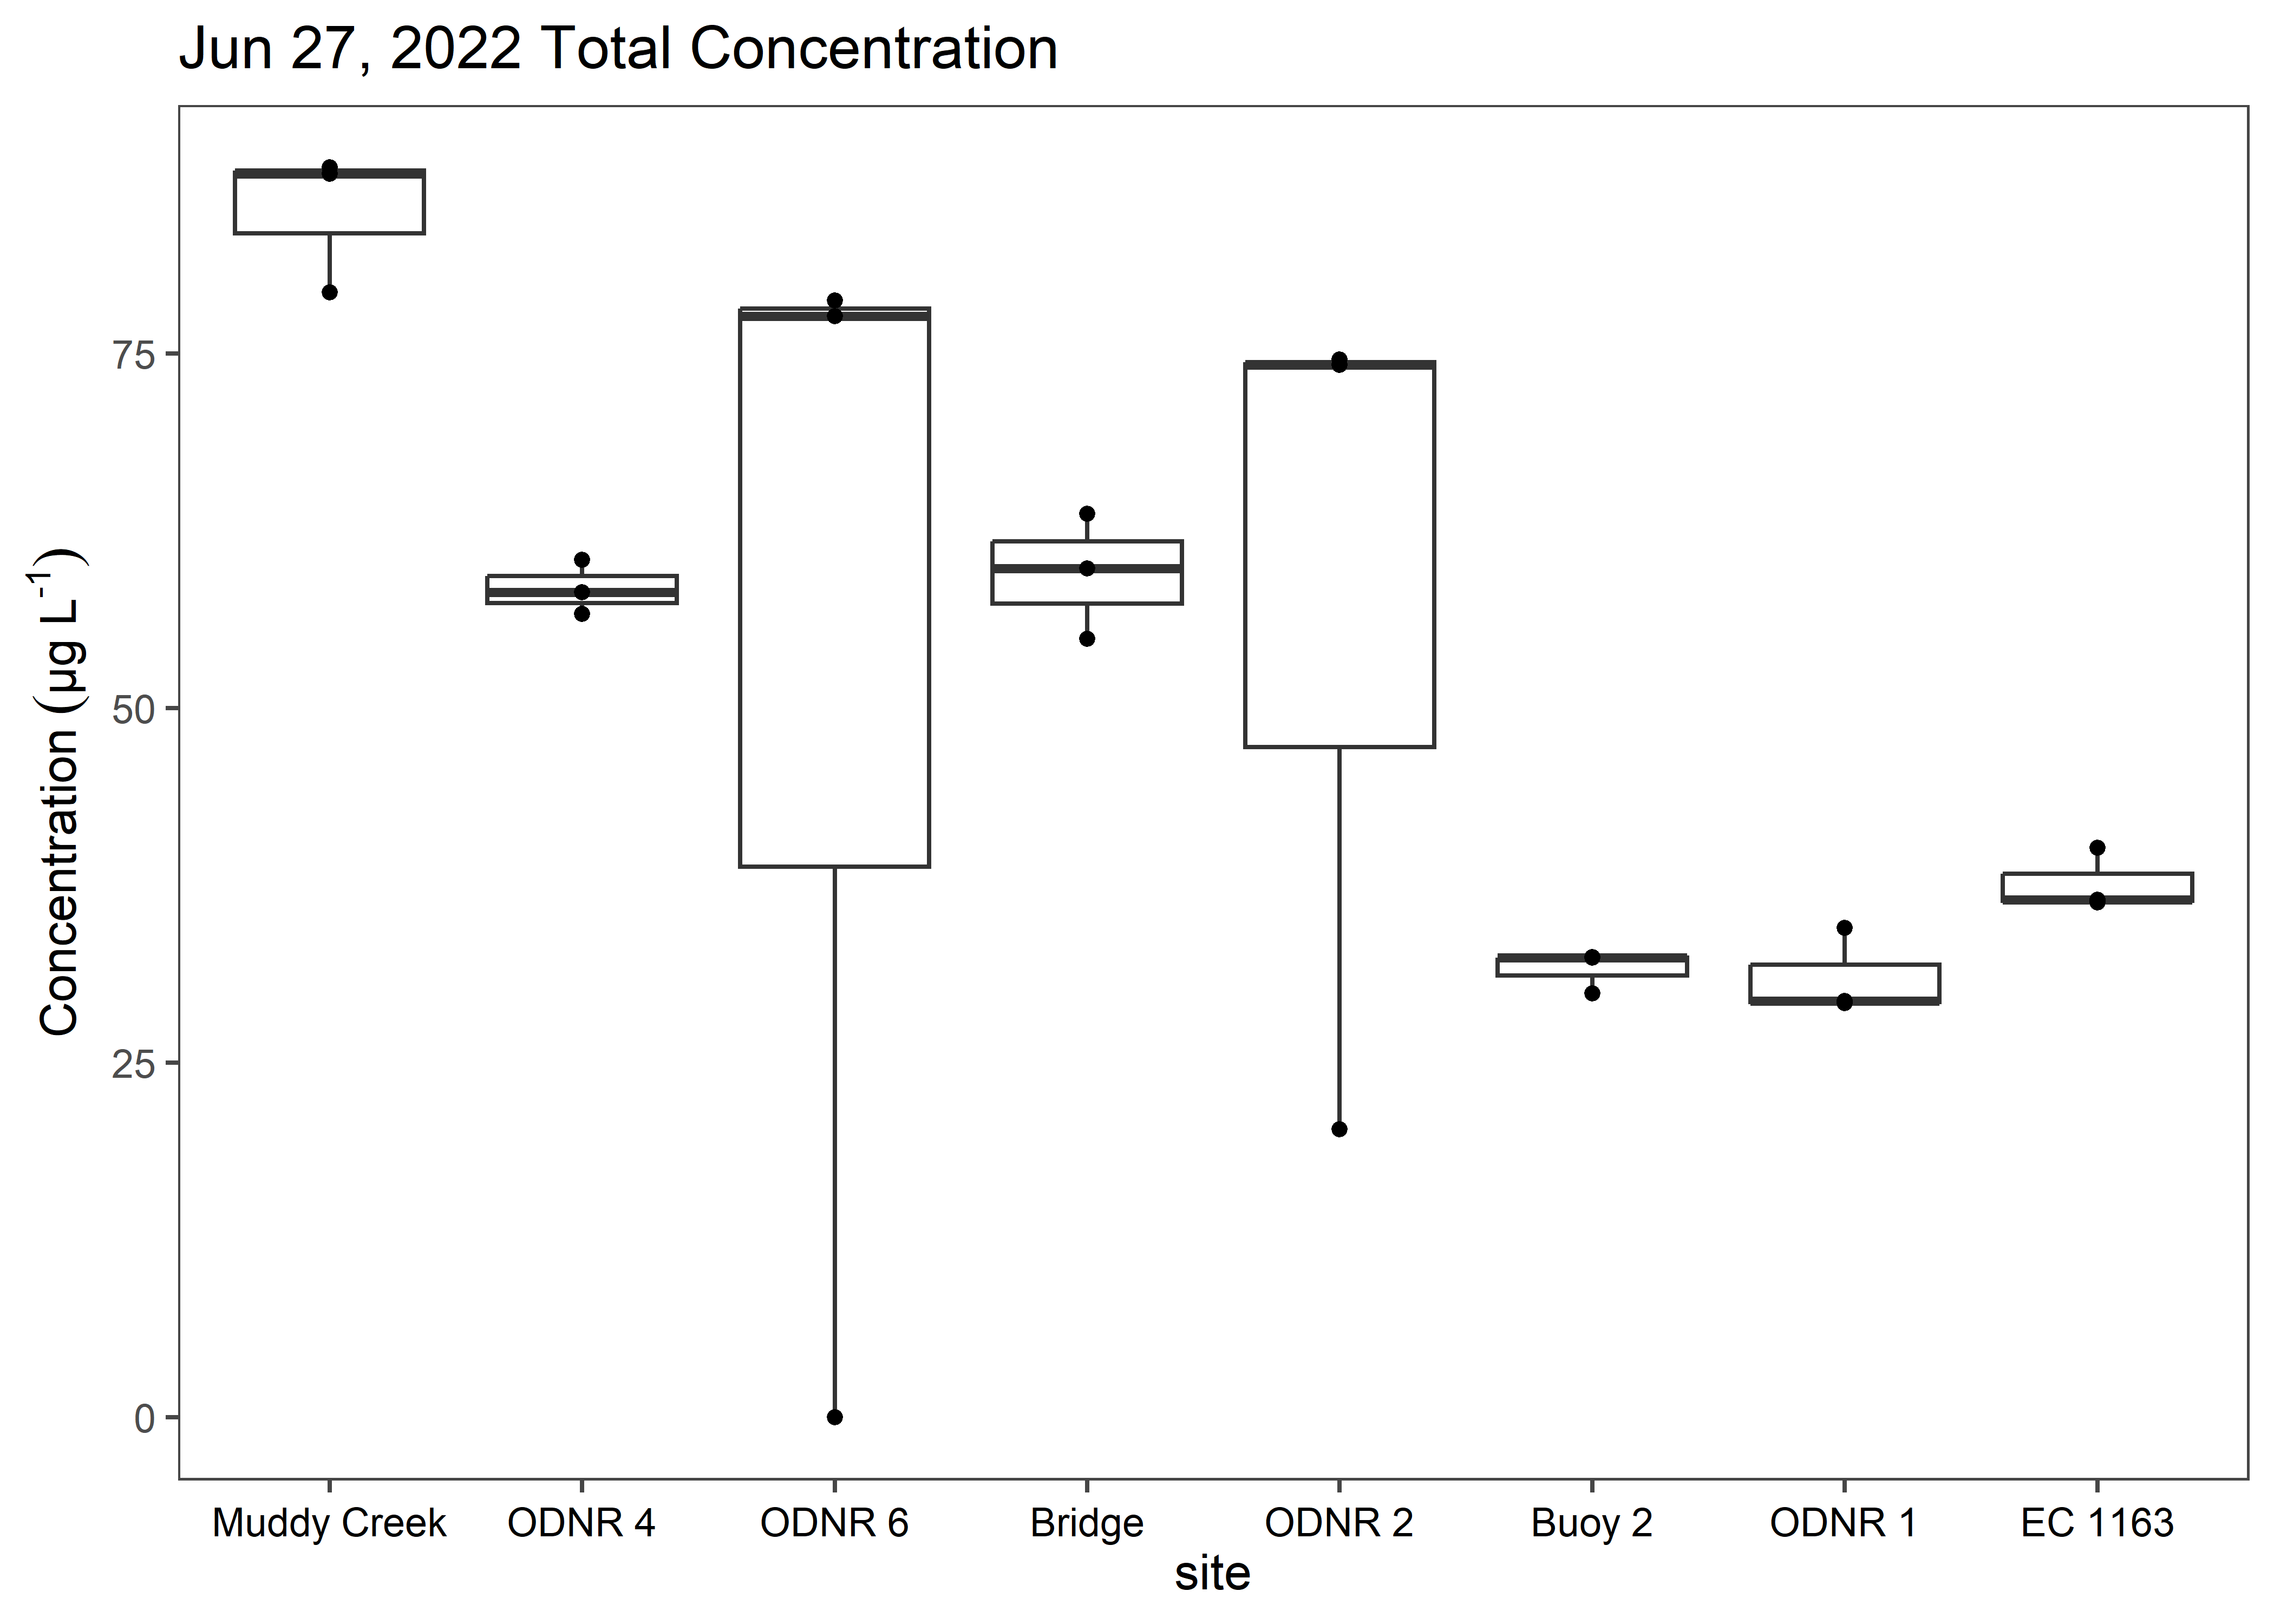 Jun 27, 2022 Total Concentration
Concentration (µg L⁻¹)
75
50
25
0
Muddy Creek ODNR 4 ODNR 6 Bridge ODNR 2 Buoy 2 ODNR 1 EC 1163
site